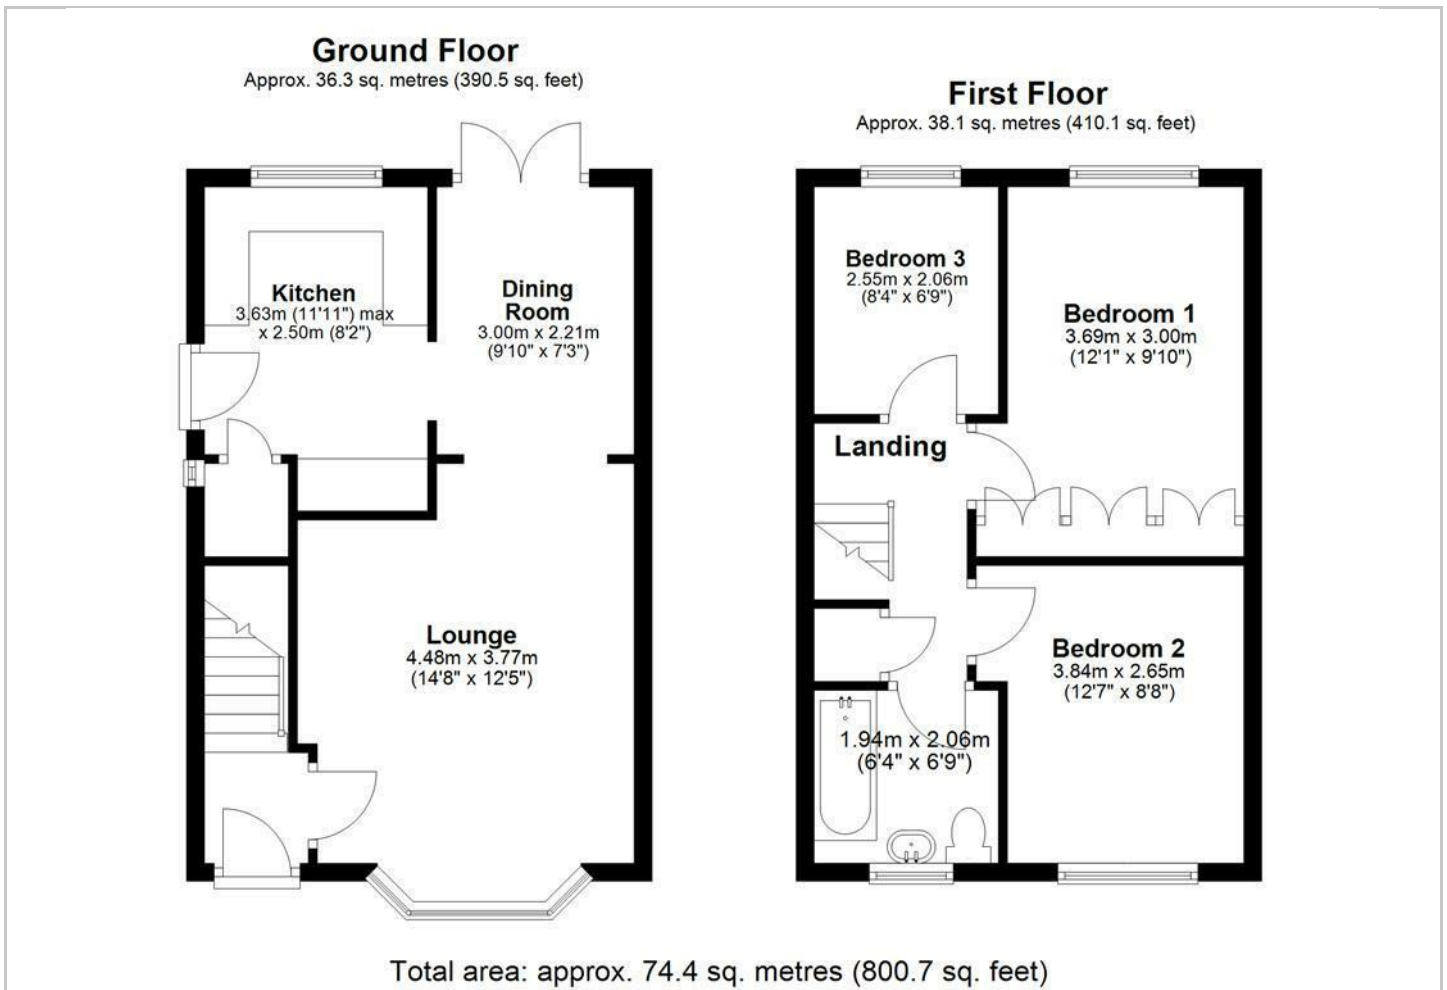 Ground Floor
Approx. 36.3 sq. metres (390.5 sq. feet)
Kitchen
3.63m (11'11") max
x 2.50m (8'2")
Dining
Room
3.00m x 2.21m
(9'10" x 7'3")
Lounge
4.48m x 3.77m
(14'8" x 12'5")
First Floor
Approx. 38.1 sq. metres (410.1 sq. feet)
Bedroom 3
2.55m x 2.06m
(8'4" x 6'9")
Bedroom 1
3.69m x 3.00m
(12'1" x 9'10")
Landing
Bedroom 2
3.84m x 2.65m
(12'7" x 8'8")
1.94m x 2.06m
(6'4" x 6'9")
Total area: approx. 74.4 sq. metres (800.7 sq. feet)